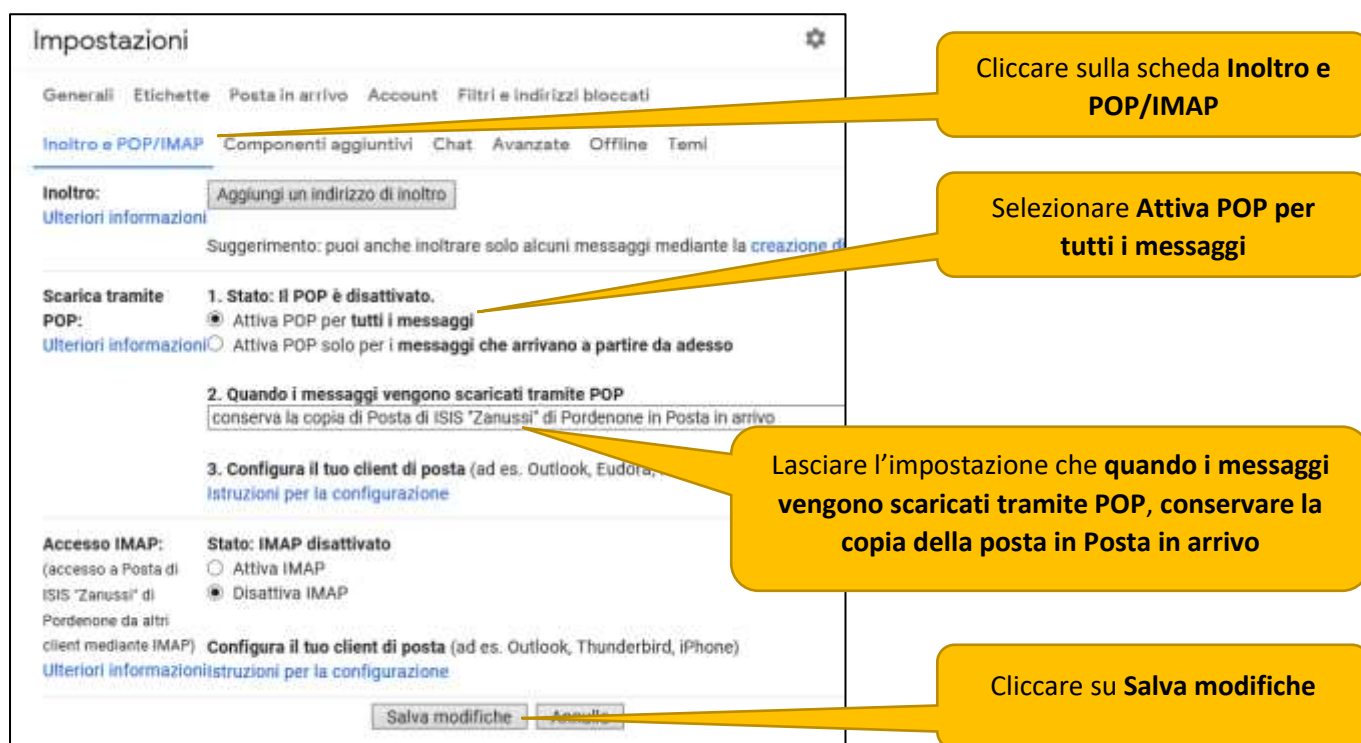 Impostazioni
Generali Etichette Posta in arrivo Account Filtri e indirizzi bloccati
Inoltro e POP/IMAP Componenti aggiuntivi Chat Avanzate Offline Temi
Inoltro: Aggiungi un indirizzo di inoltro
Ulteriori informazioni
Suggerimento: puoi anche inoltrare solo alcuni messaggi mediante la creazione di
Scarica tramite 1. Stato: Il POP è disattivato.
POP: Attiva POP per tutti i messaggi
Ulteriori informazioni Attiva POP solo per i messaggi che arrivano a partire da adesso
2. Quando i messaggi vengono scaricati tramite POP
conserva la copia di Posta di ISIS "Zanussi" di Pordenone in Posta in arrivo
3. Configura il tuo client di posta (ad es. Outlook, Eudora,
Istruzioni per la configurazione
Accesso IMAP: Stato: IMAP disattivato
(accesso a Posta di Attiva IMAP
ISIS "Zanussi" di Disattiva IMAP
Pordenone da altri
client mediante IMAP) Configura il tuo client di posta (ad es. Outlook, Thunderbird, iPhone)
Ulteriori informazioni Istruzioni per la configurazione
Salva modifiche Annulla
Cliccare sulla scheda Inoltro e
POP/IMAP
Selezionare Attiva POP per
tutti i messaggi
Lasciare l’impostazione che quando i messaggi
vengono scaricati tramite POP, conservare la
copia della posta in Posta in arrivo
Cliccare su Salva modifiche